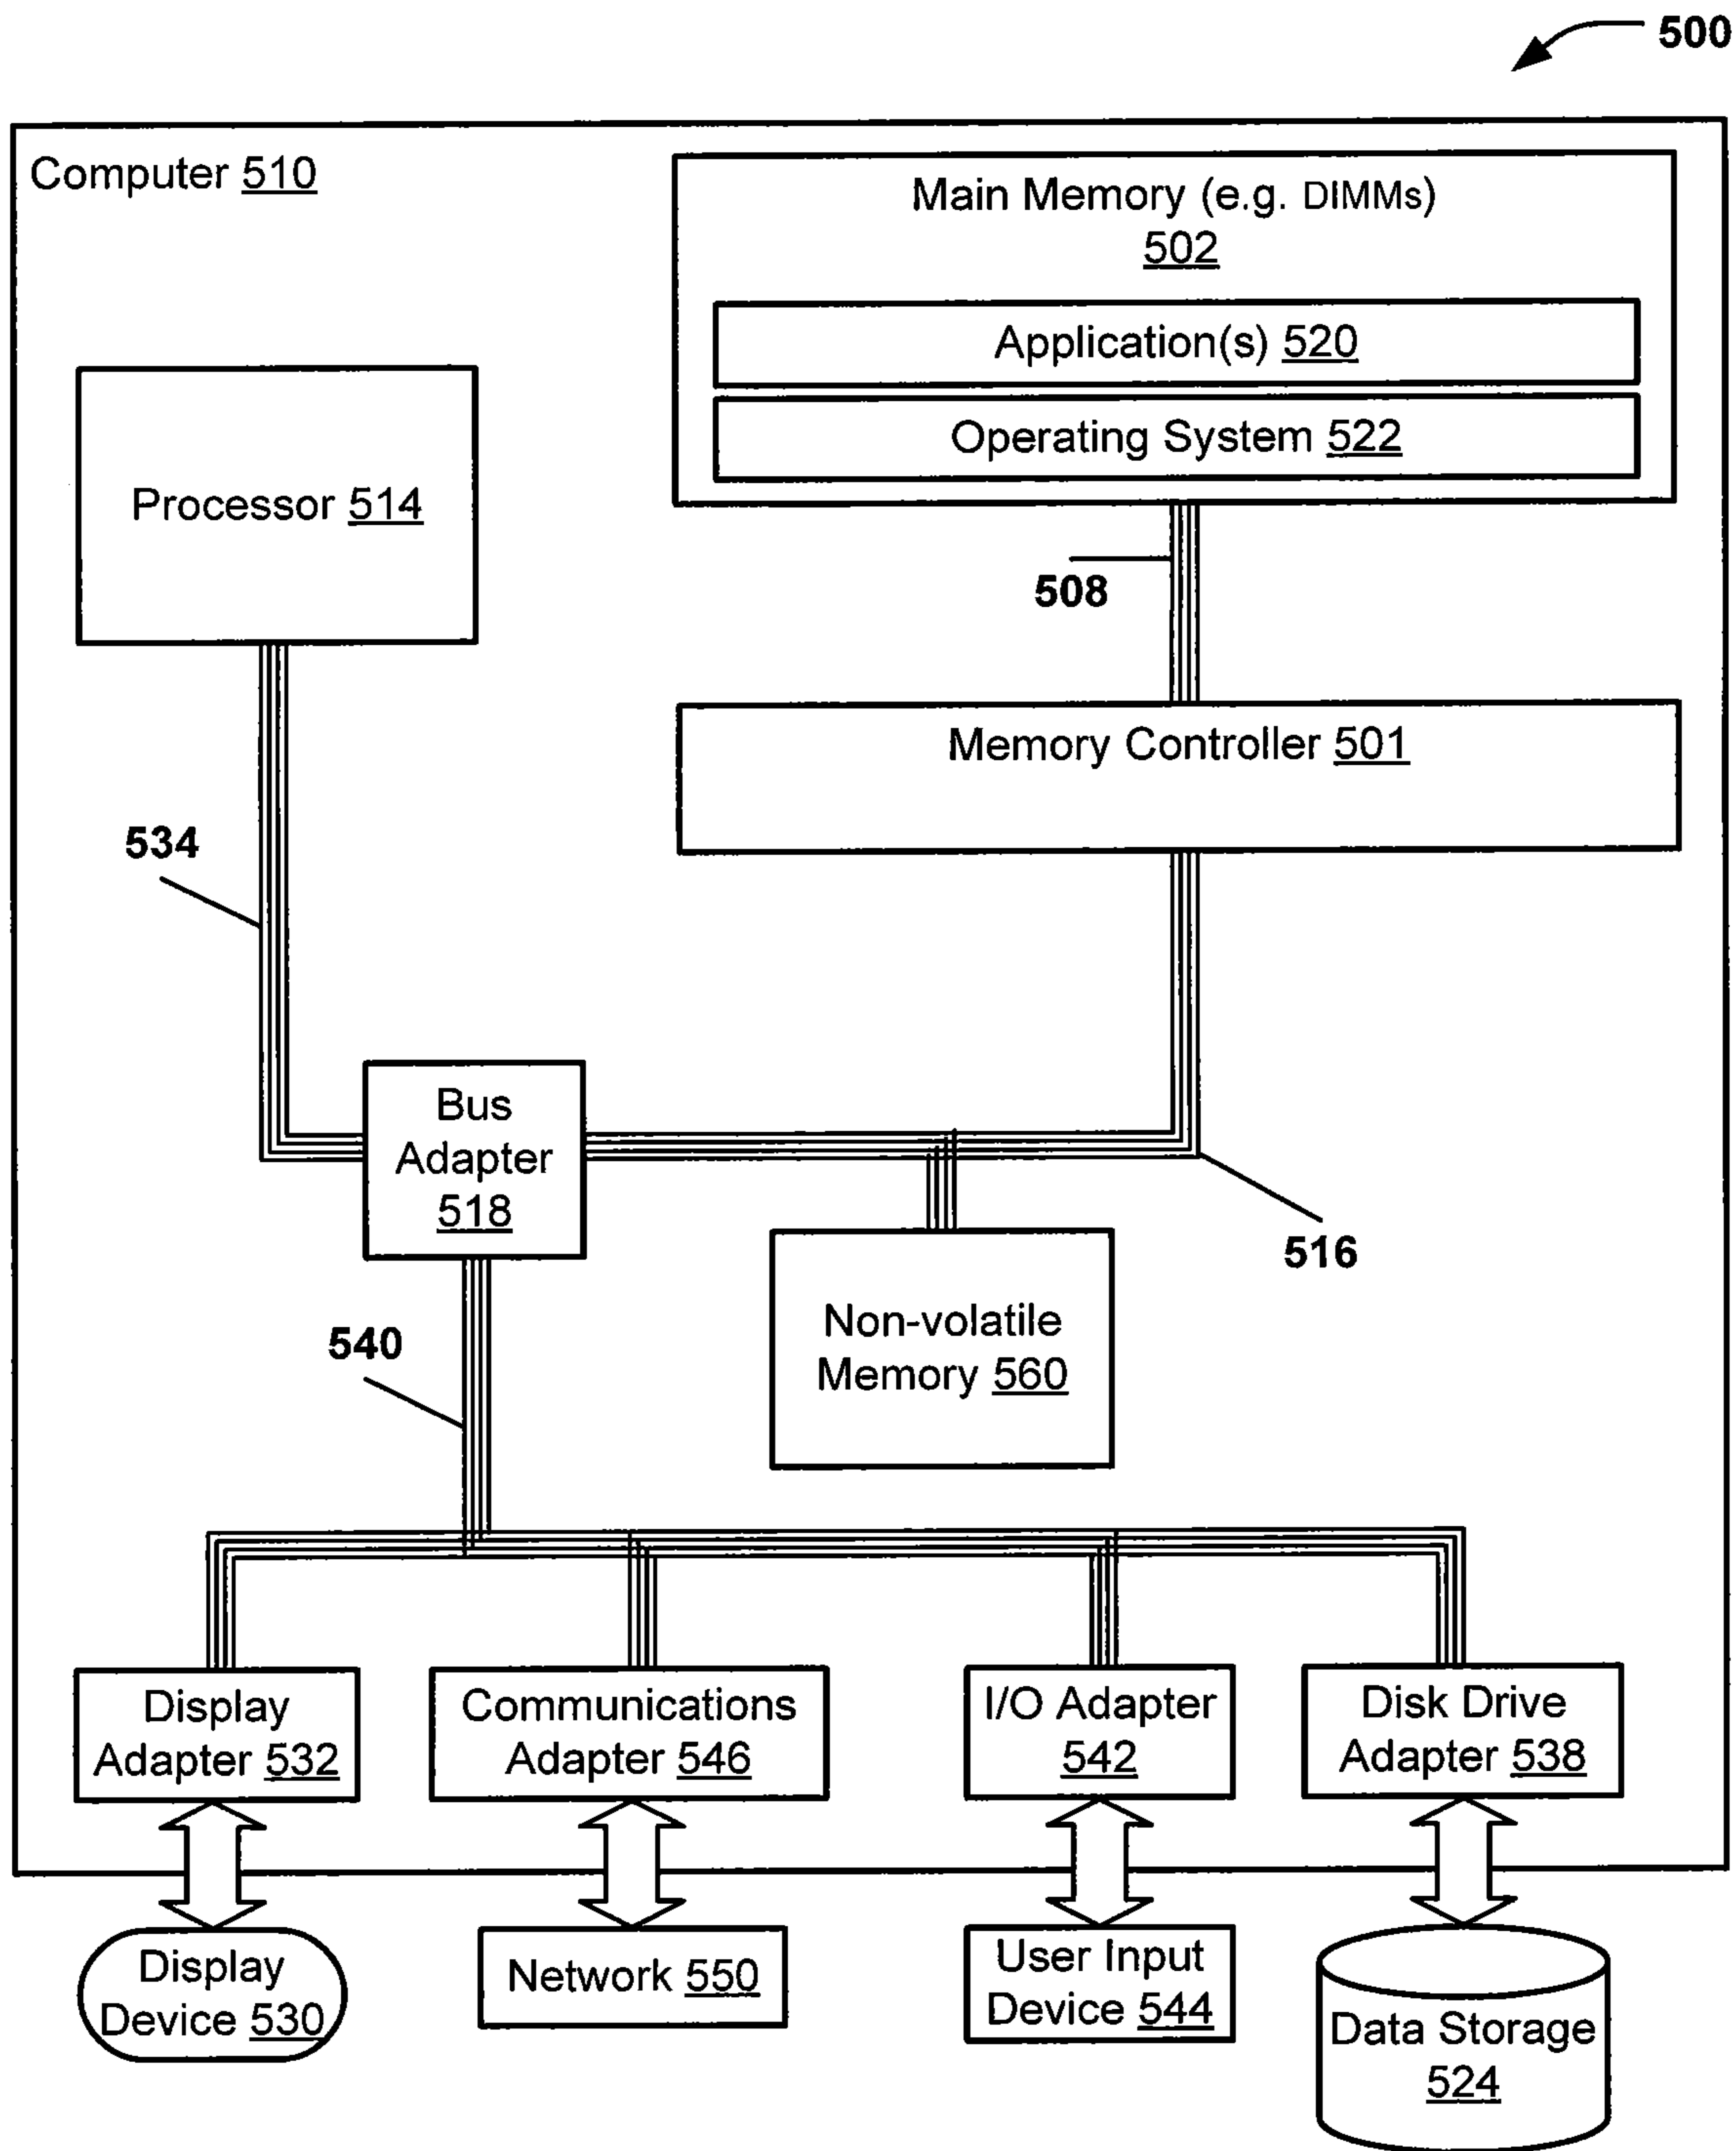 500
Computer 510
Main Memory (e.g. DIMMs)
502
Application(s) 520
Operating System 522
Processor 514
508
Memory Controller 501
534
Bus
Adapter
518
516
Non-volatile
Memory 560
540
Display
Adapter 532
Communications
Adapter 546
I/O Adapter
542
Disk Drive
Adapter 538
Display
Device 530
Network 550
User Input
Device 544
Data Storage
524